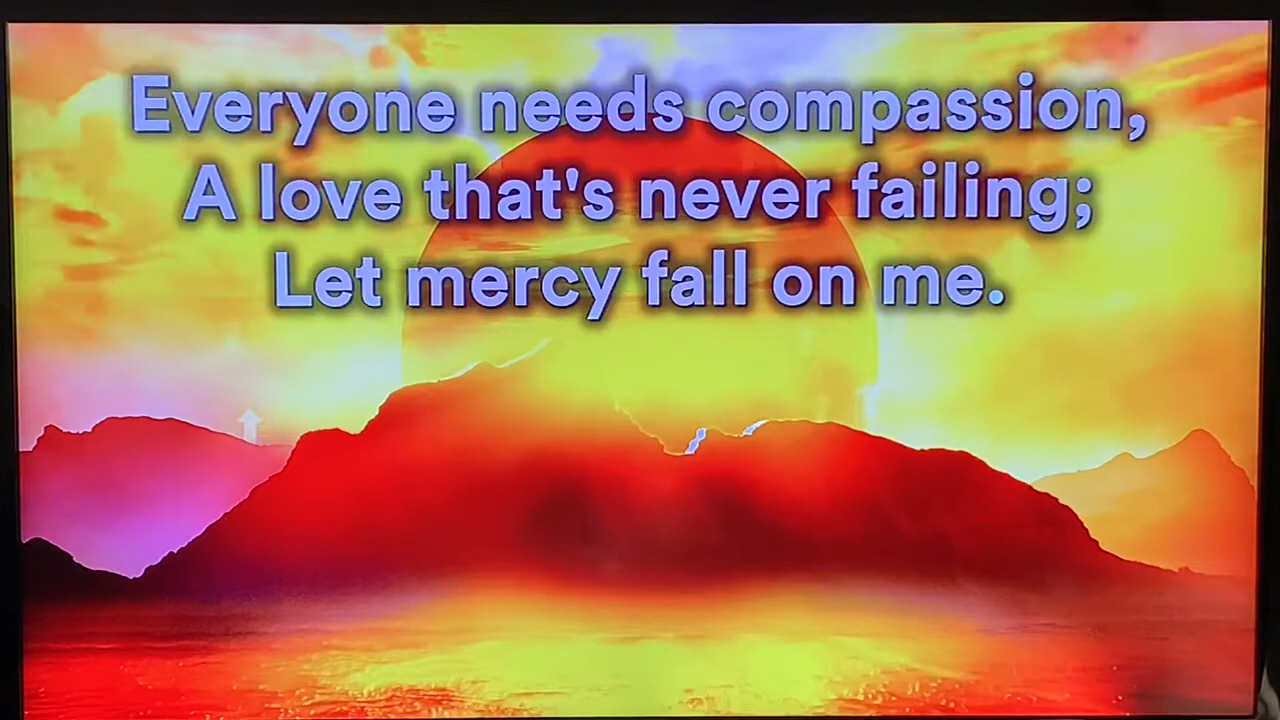 Everyone needs compassion,
A love that's never failing;
Let mercy fall on me.